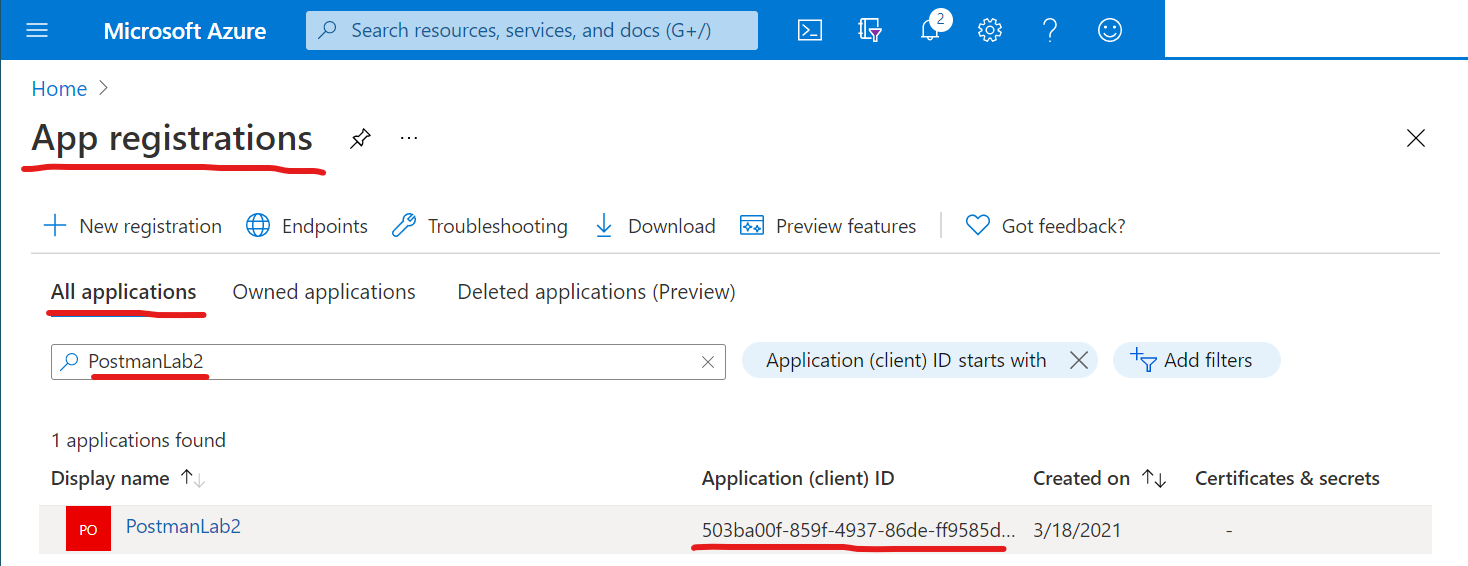 Microsoft Azure Search resources, services, and docs (G+/) 2
Home
App registrations ...
New registration Endpoints Troubleshooting Download Preview features Got feedback?
All applications Owned applications Deleted applications (Preview)
PostmanLab2 Application (client) ID starts with Add filters
1 applications found
Display name Application (client) ID Created on Certificates & secrets
PO PostmanLab2 503ba00f-859f-4937-86de-ff9585d... 3/18/2021 -